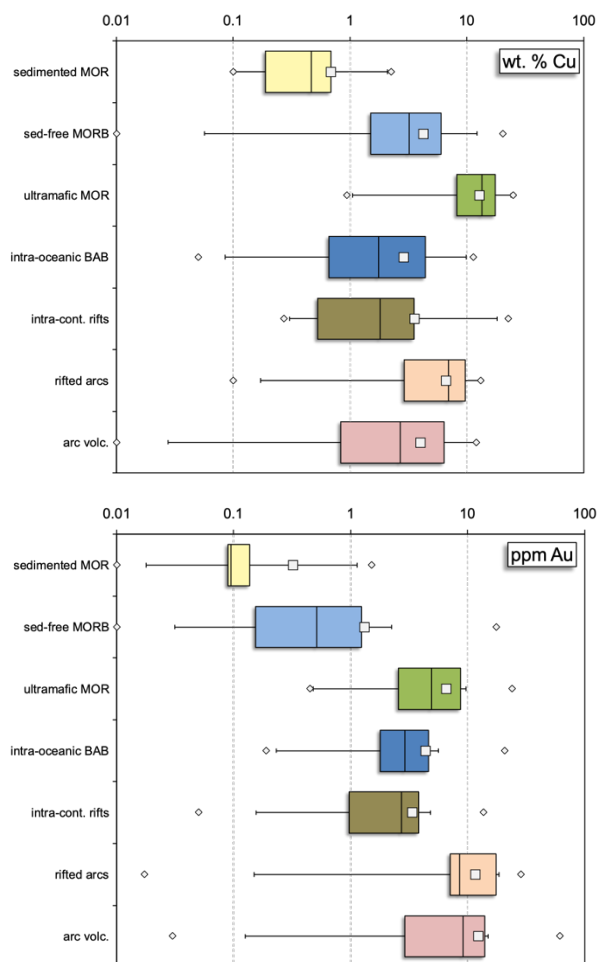 0.01 0.1 1 10 100
wt. % Cu
sedimented MOR
sed-free MORB
ultramafic MOR
intra-oceanic BAB
intra-cont. rifts
rifted arcs
arc volc.
0.01 0.1 1 10 100
ppm Au
sedimented MOR
sed-free MORB
ultramafic MOR
intra-oceanic BAB
intra-cont. rifts
rifted arcs
arc volc.